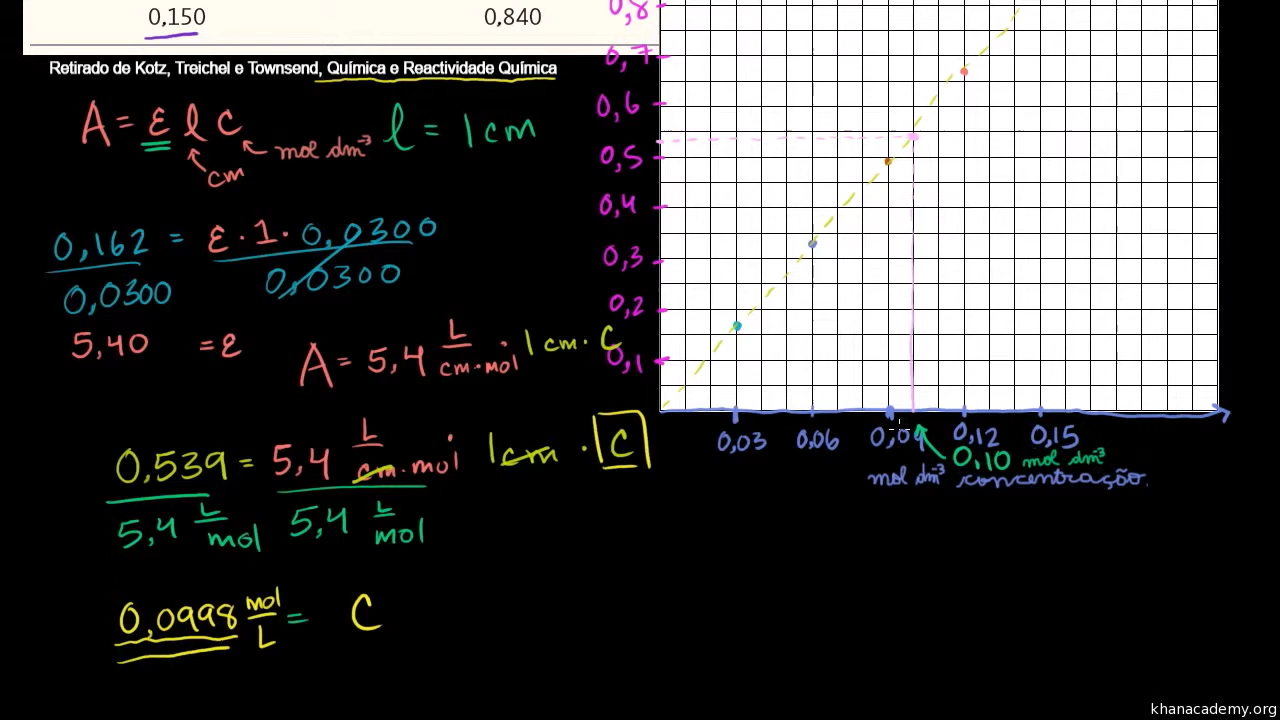 0,150 0,840
Retirado de Kotz, Treichel e Townsend, Química e Reactividade Química
A = ε l c
cm
mol dm⁻³
l = 1 cm
0,162 = ε · 1 · 0,0300
0,0300 0,0300
5,40 = ε
A = 5,4 L/cm·mol 1 cm · C
0,539 = 5,4 L/cm·mol 1cm · C
5,4 L/mol 5,4 L/mol
0,0998 mol/L = C
0,8
0,7
0,6
0,5
0,4
0,3
0,2
0,1
0,03 0,06 0,09 0,12 0,15
0,10 mol dm⁻³
mol dm⁻³ concentração
khanacademy.org